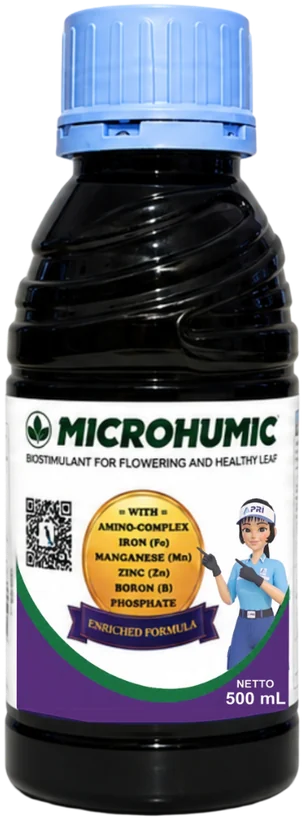 MICROHUMIC
BIOSTIMULANT FOR FLOWERING AND HEALTHY LEAF
PRI
= WITH =
AMINO-COMPLEX
IRON (Fe)
MANGANESE (Mn)
ZINC (Zn)
BORON (B)
PHOSPHATE
ENRICHED FORMULA
NETTO
500 mL